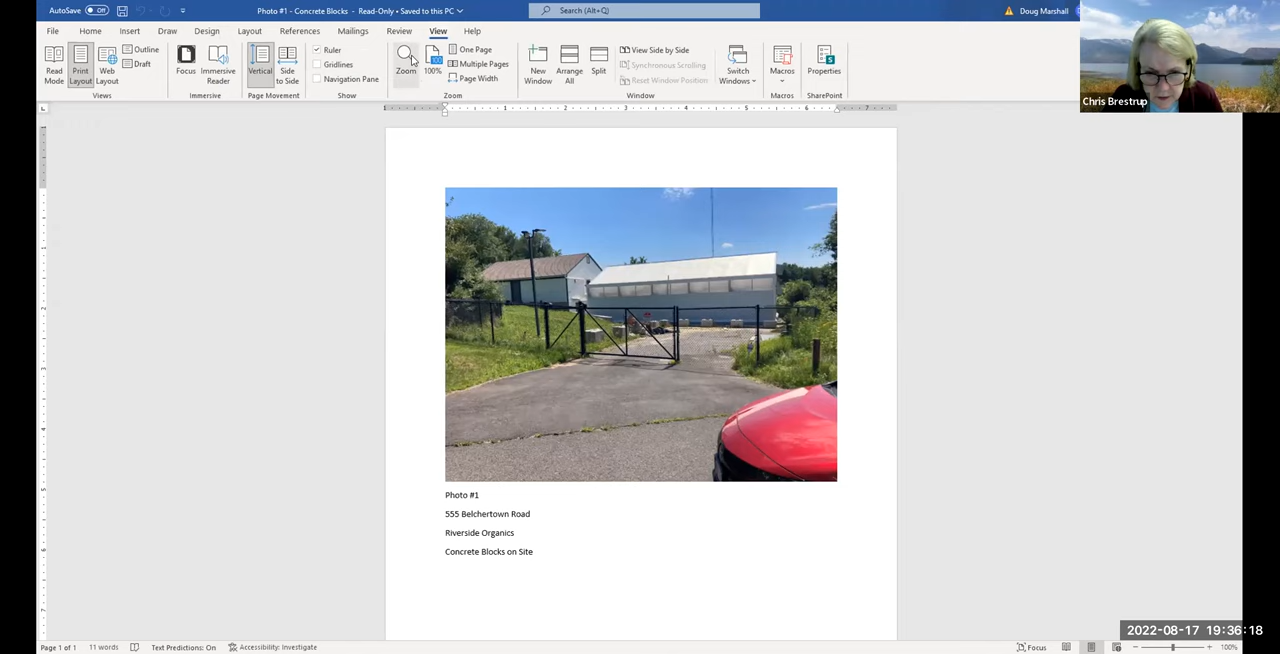 AutoSave Off
Photo #1 - Concrete Blocks - Read-Only • Saved to this PC
Search (Alt+Q)
Doug Marshall
File Home Insert Draw Design Layout References Mailings Review View Help
Read Mode
Print Layout
Web Layout
Outline
Draft
Views
Focus
Immersive Reader
Immersive
Vertical
Side to Side
Page Movement
Ruler
Gridlines
Navigation Pane
Show
Zoom
100%
One Page
Multiple Pages
Page Width
Zoom
New Window
Arrange All
Split
View Side by Side
Synchronous Scrolling
Reset Window Position
Window
Switch Windows
Macros
Macros
Properties
SharePoint
Chris Brestrup
Photo #1
555 Belchertown Road
Riverside Organics
Concrete Blocks on Site
2022-08-17 19:36:18
Page 1 of 1 11 words Text Predictions: On Accessibility: Investigate Focus 100%